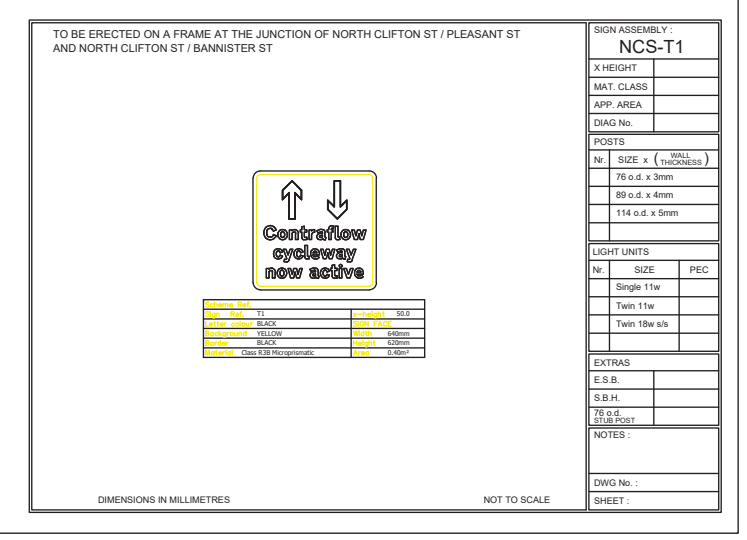 TO BE ERECTED ON A FRAME AT THE JUNCTION OF NORTH CLIFTON ST / PLEASANT ST
AND NORTH CLIFTON ST / BANNISTER ST
Contraflow
cycleway
now active
Scheme Ref.
Sign Ref. T1 x-height 50.0
Letter colour BLACK SIGN FACE
Background YELLOW Width 640mm
Border BLACK Height 620mm
Material Class R3B Microprismatic Area 0.40m²
DIMENSIONS IN MILLIMETRES NOT TO SCALE
SIGN ASSEMBLY :
NCS-T1
X HEIGHT
MAT. CLASS
APP. AREA
DIAG No.
POSTS
Nr. SIZE x ( WALL THICKNESS )
76 o.d. x 3mm
89 o.d. x 4mm
114 o.d. x 5mm
LIGHT UNITS
Nr. SIZE PEC
Single 11w
Twin 11w
Twin 18w s/s
EXTRAS
E.S.B.
S.B.H.
76 o.d.
STUB POST
NOTES :
DWG No. :
SHEET :